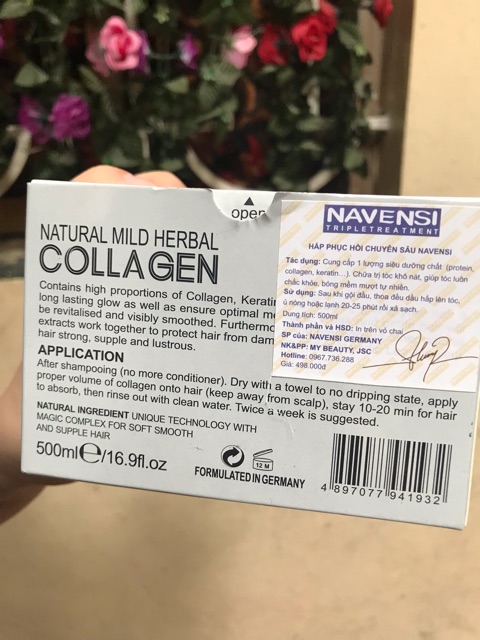 open
NATURAL MILD HERBAL
COLLAGEN
Contains high proportions of Collagen, Keratin
long lasting glow as well as ensure optimal m
be revitalised and visibly smoothed. Furthermo
extracts work together to protect hair from dam
hair strong, supple and lustrous.
APPLICATION
After shampooing (no more conditioner). Dry with a towel to no dripping state, apply
proper volume of collagen onto hair (keep away from scalp), stay 10-20 min for hair
to absorb, then rinse out with clean water. Twice a week is suggested.
NATURAL INGREDIENT UNIQUE TECHNOLOGY WITH
MAGIC COMPLEX FOR SOFT SMOOTH
AND SUPPLE HAIR
500ml e/16.9fl.oz
12 M
FORMULATED IN GERMANY
4 897077 941932
NAVENSI
TRIPLETREATMENT
HẤP PHỤC HỒI CHUYÊN SÂU NAVENSI
Tác dụng: Cung cấp 1 lượng siêu dưỡng chất (protein,
collagen, keratin…). Chữa trị tóc khô nát, giúp tóc luôn
chắc khỏe, bóng mềm mượt tự nhiên.
Sử dụng: Sau khi gội đầu, thoa đều dầu hấp lên tóc,
ủ nóng hoặc lạnh 20-25 phút rồi xả sạch.
Dung tích: 500ml
Thành phần và HSD: In trên vỏ chai
SP của: NAVENSI GERMANY
NK&PP: MY BEAUTY, JSC
Hotline: 0967.736.288
Giá: 498.000đ